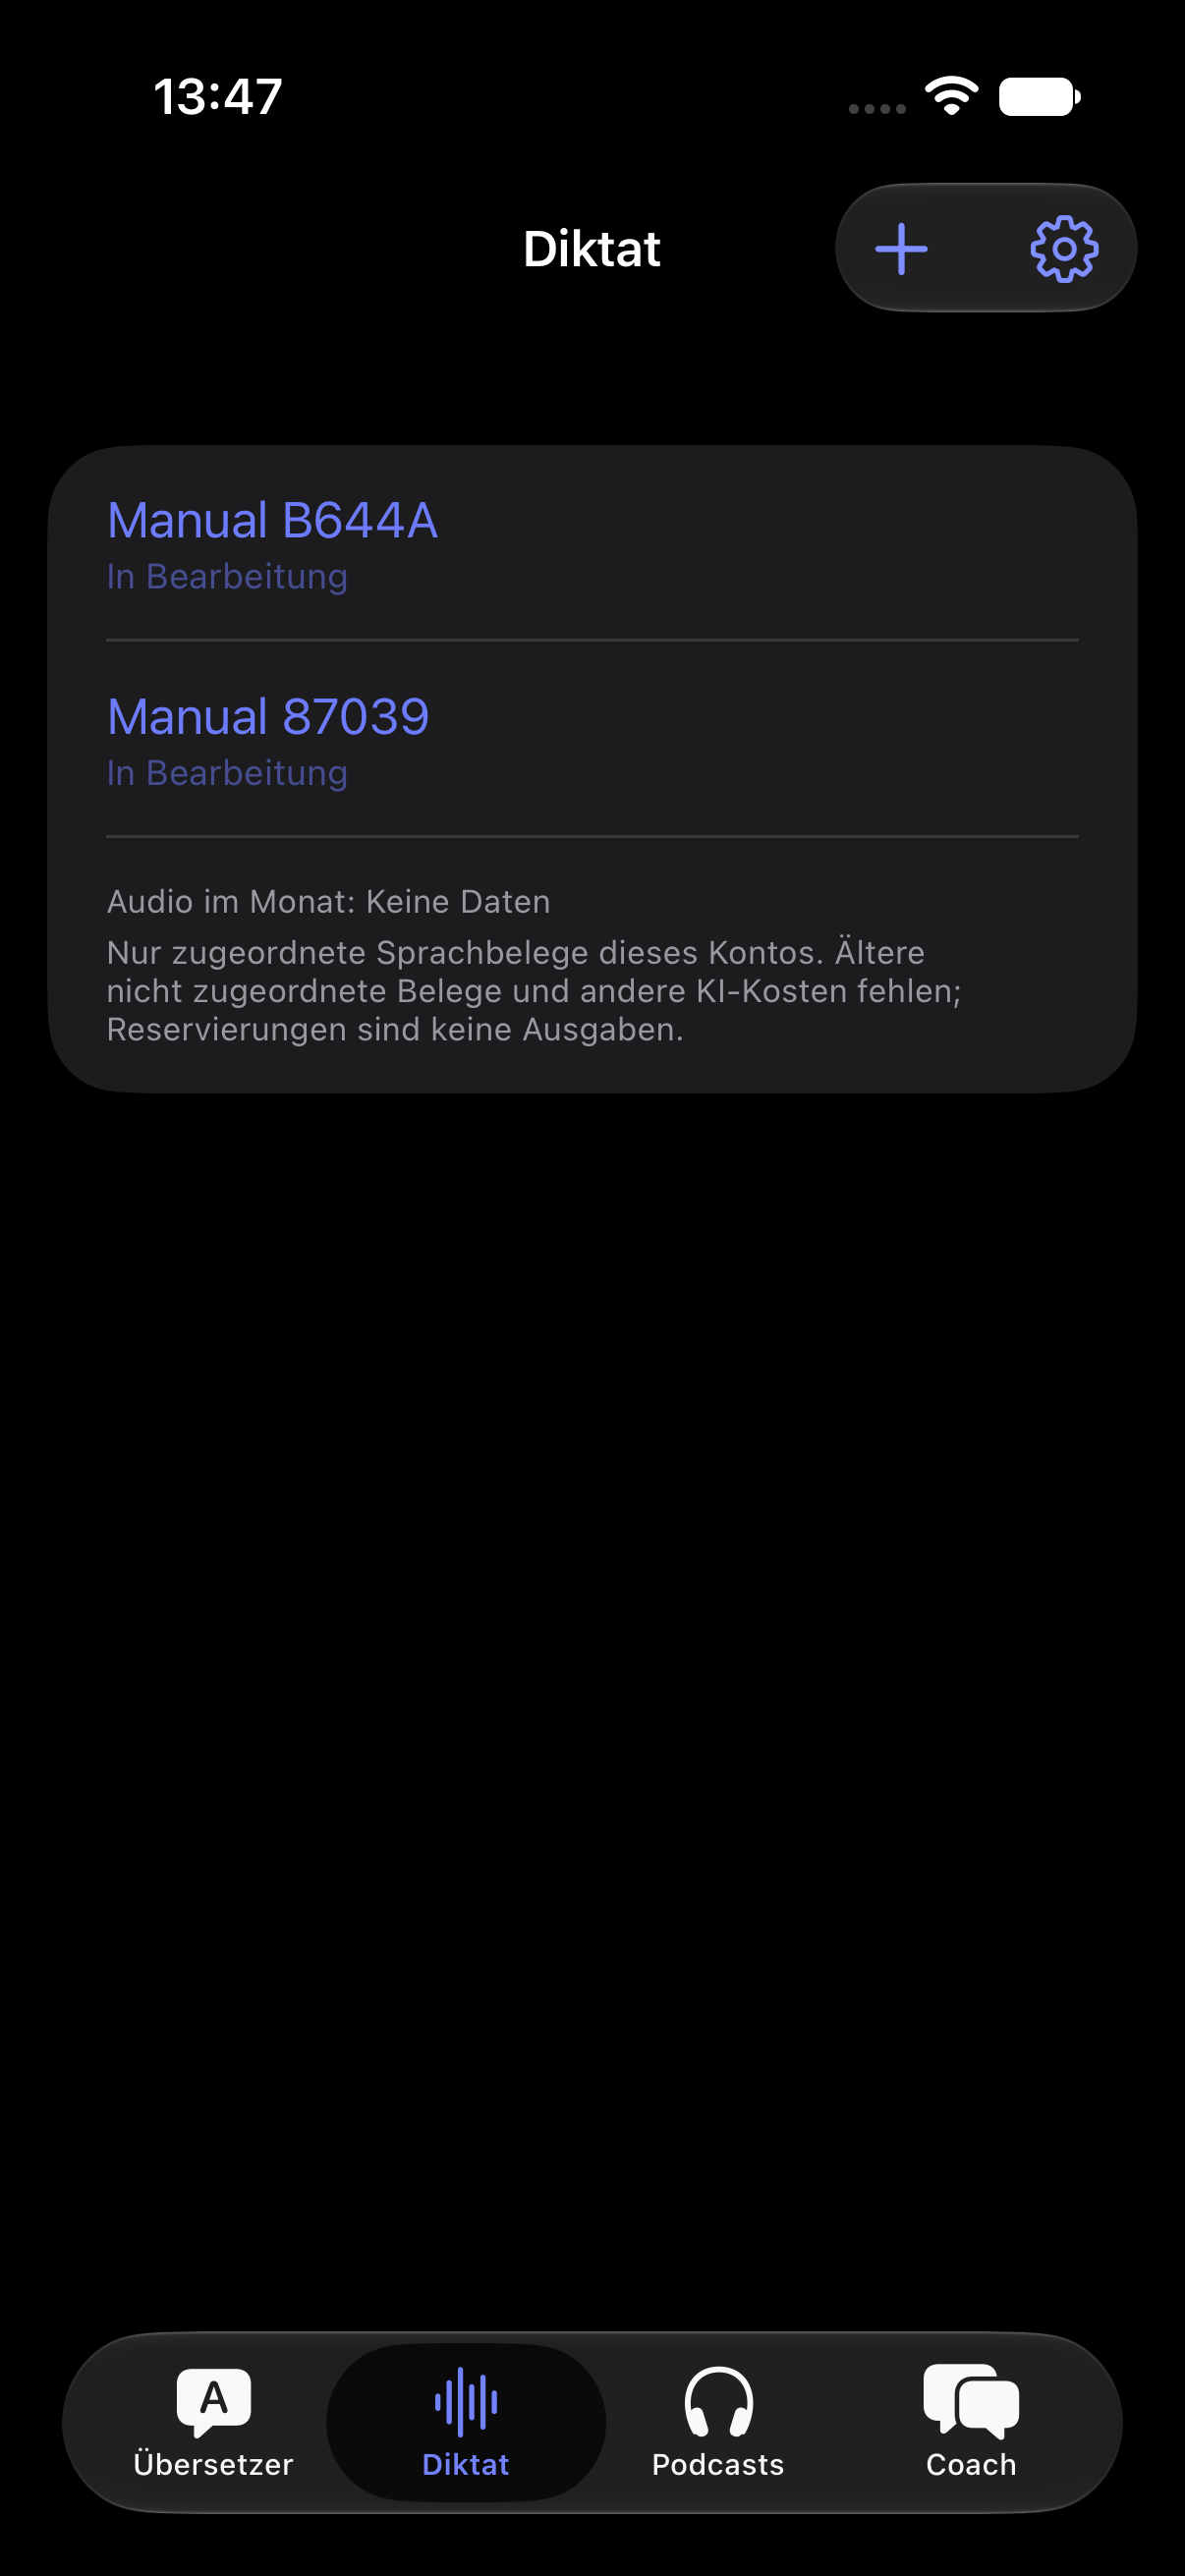 13:47
Diktat
Manual B644A
In Bearbeitung
Manual 87039
In Bearbeitung
Audio im Monat: Keine Daten
Nur zugeordnete Sprachbelege dieses Kontos. Ältere
nicht zugeordnete Belege und andere KI-Kosten fehlen;
Reservierungen sind keine Ausgaben.
A
Übersetzer
Diktat
Podcasts
Coach